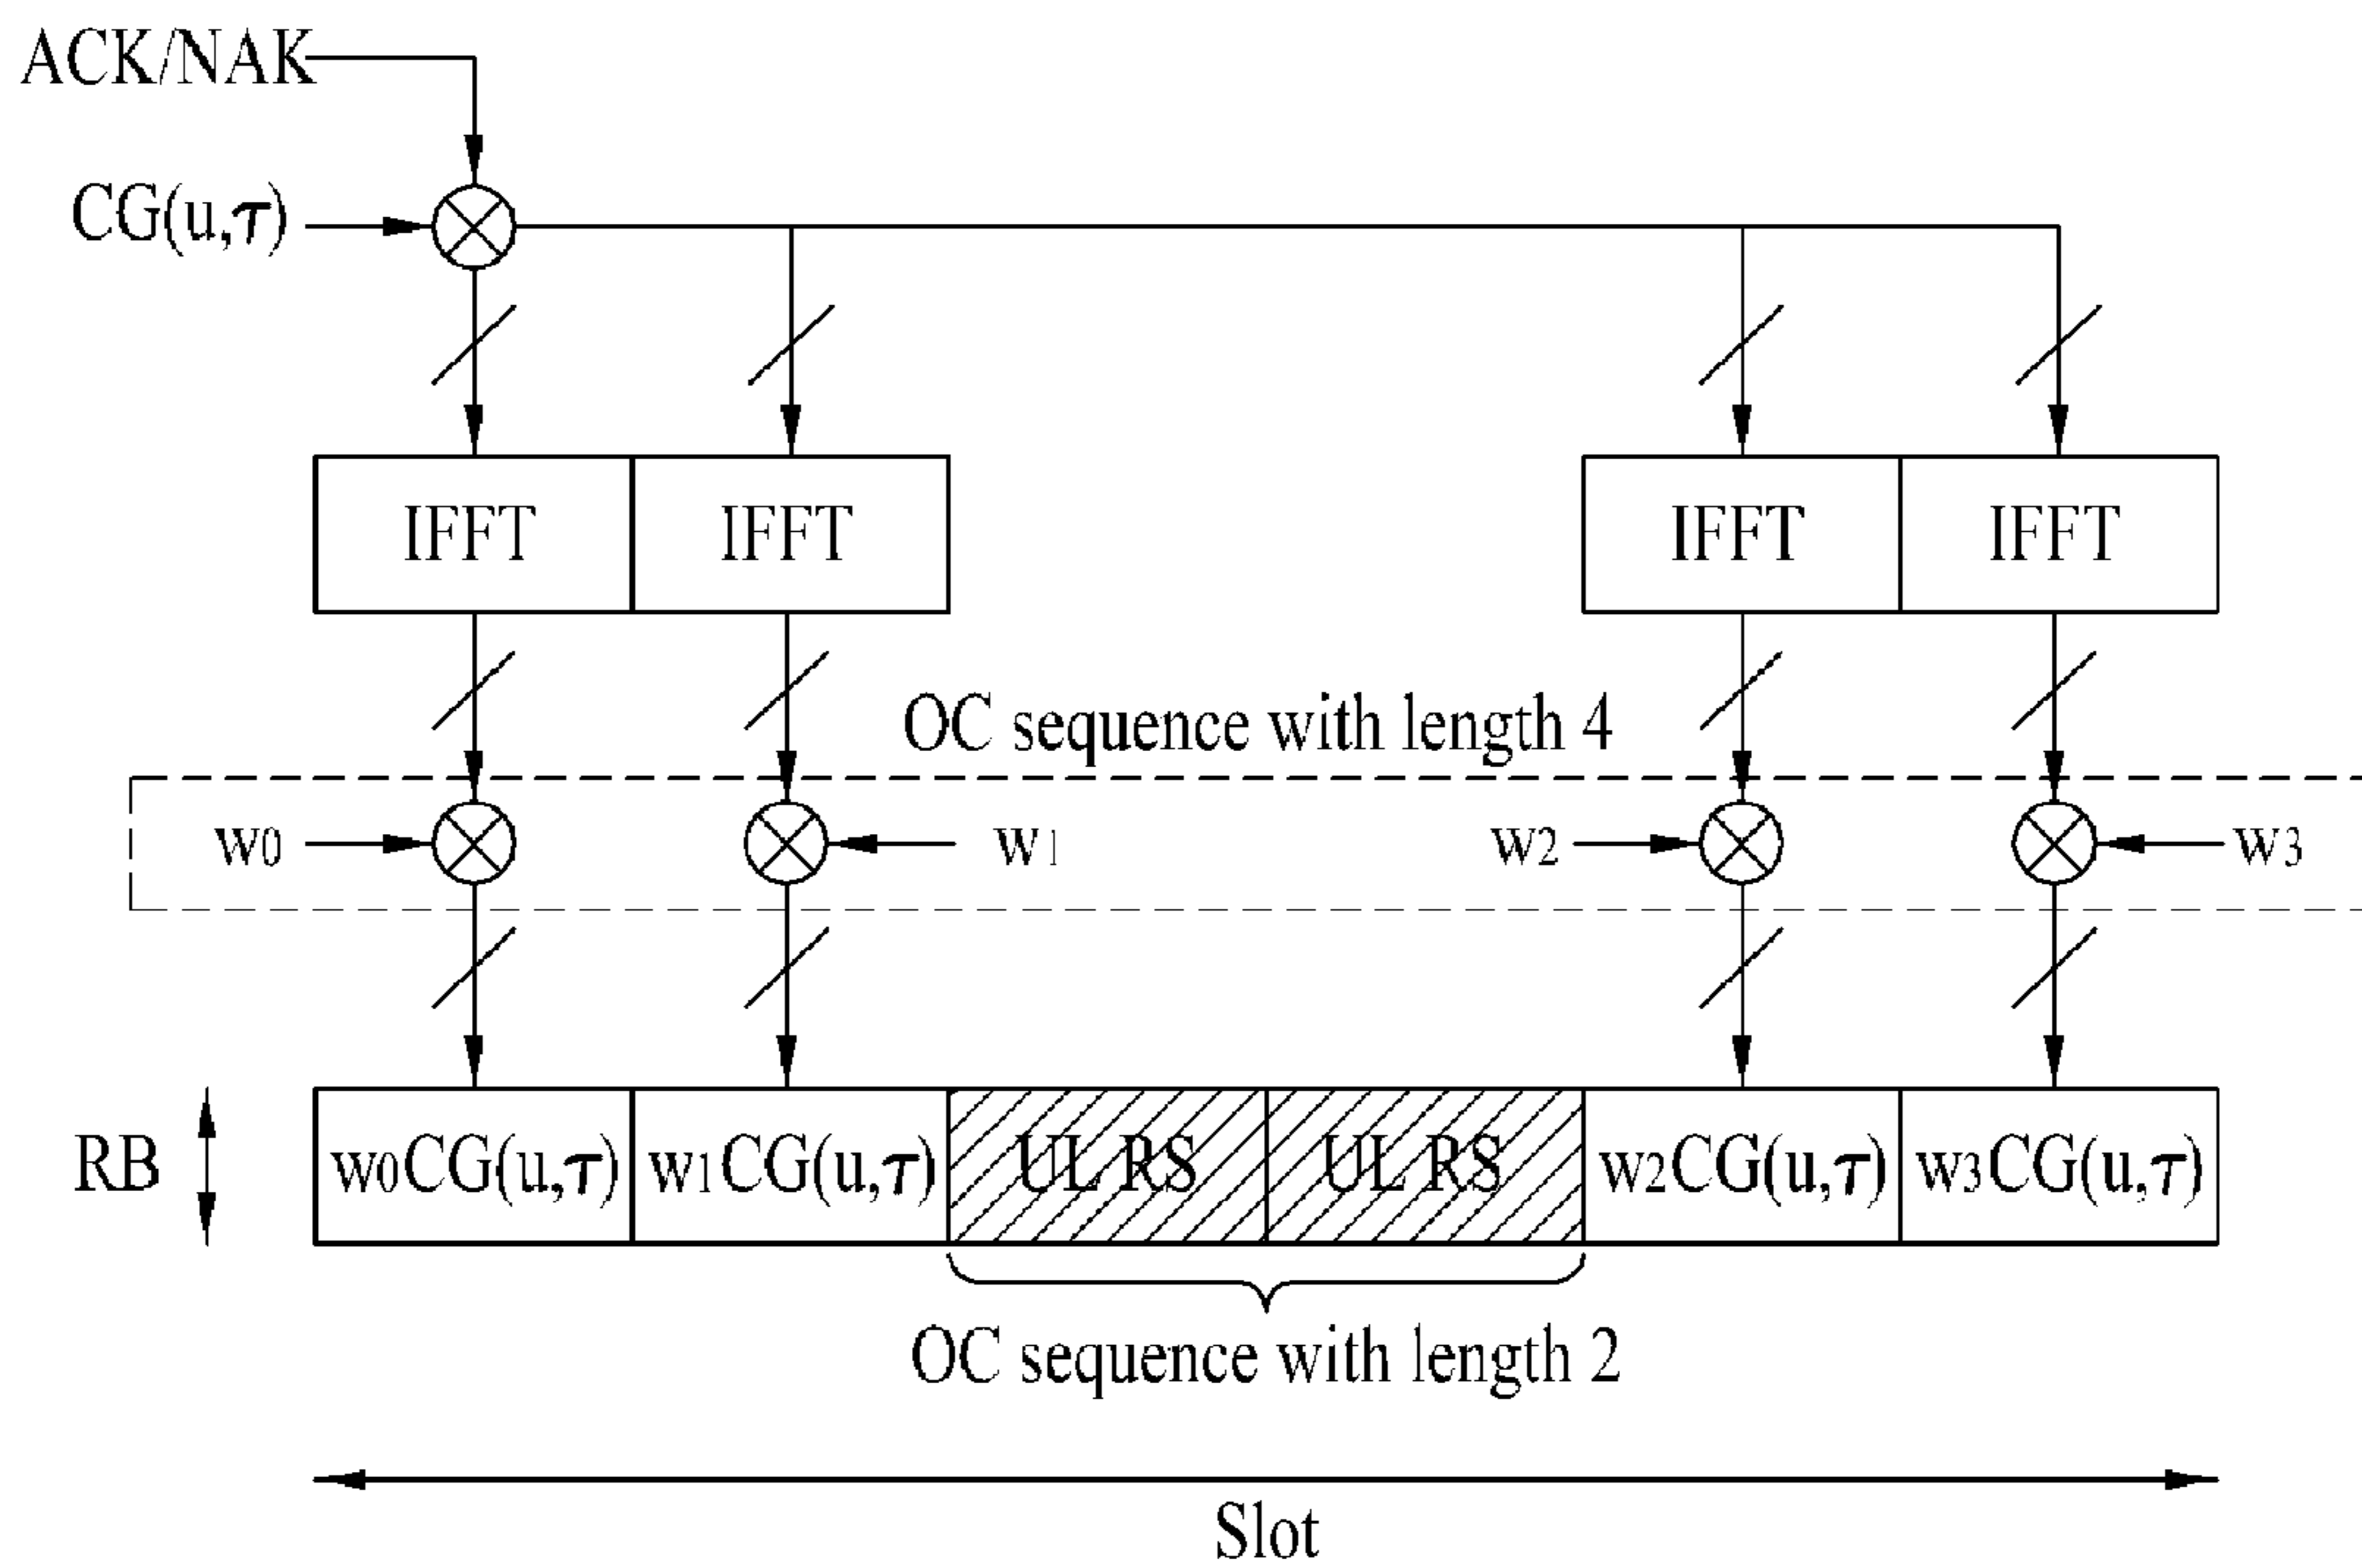 ACK/NAK
CG(u,τ)
IFFT IFFT IFFT IFFT
OC sequence with length 4
w0 w1 w2 w3
RB w0CG(u,τ) w1CG(u,τ) UL RS UL RS w2CG(u,τ) w3CG(u,τ)
OC sequence with length 2
Slot